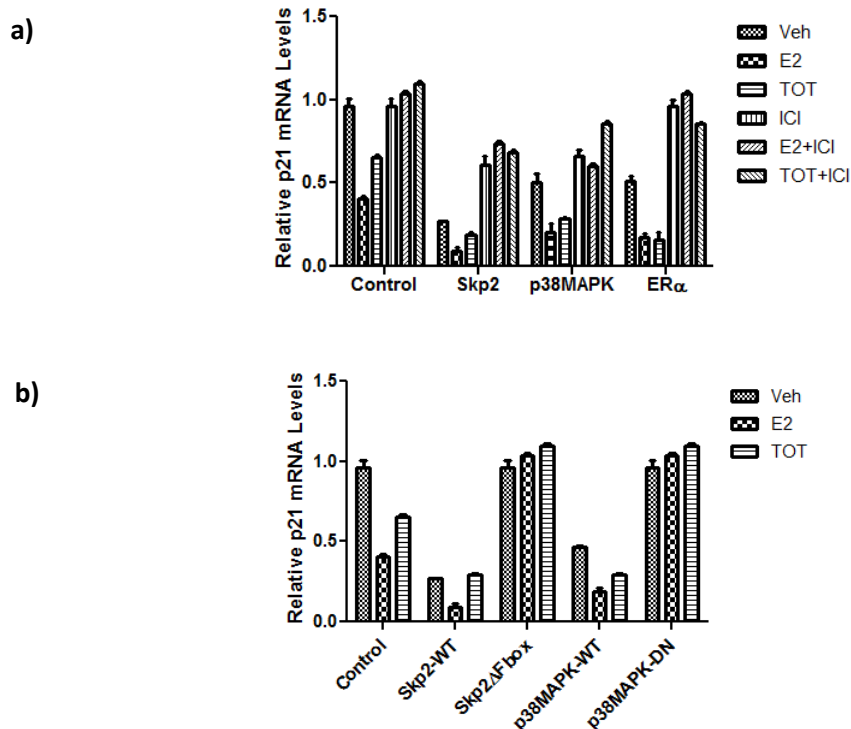 a)
Relative p21 mRNA Levels
1.5
1.0
0.5
0.0
Control Skp2 p38MAPK ERα
Veh
E2
TOT
ICI
E2+ICI
TOT+ICI
b)
Relative p21 mRNA Levels
1.5
1.0
0.5
0.0
Control Skp2-WT Skp2ΔFbox p38MAPK-WT p38MAPK-DN
Veh
E2
TOT